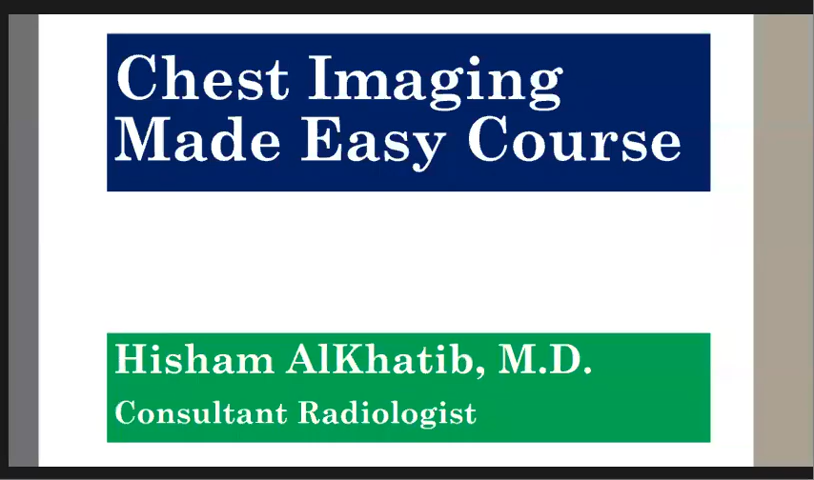 Chest Imaging
Made Easy Course
Hisham AlKhatib, M.D.
Consultant Radiologist